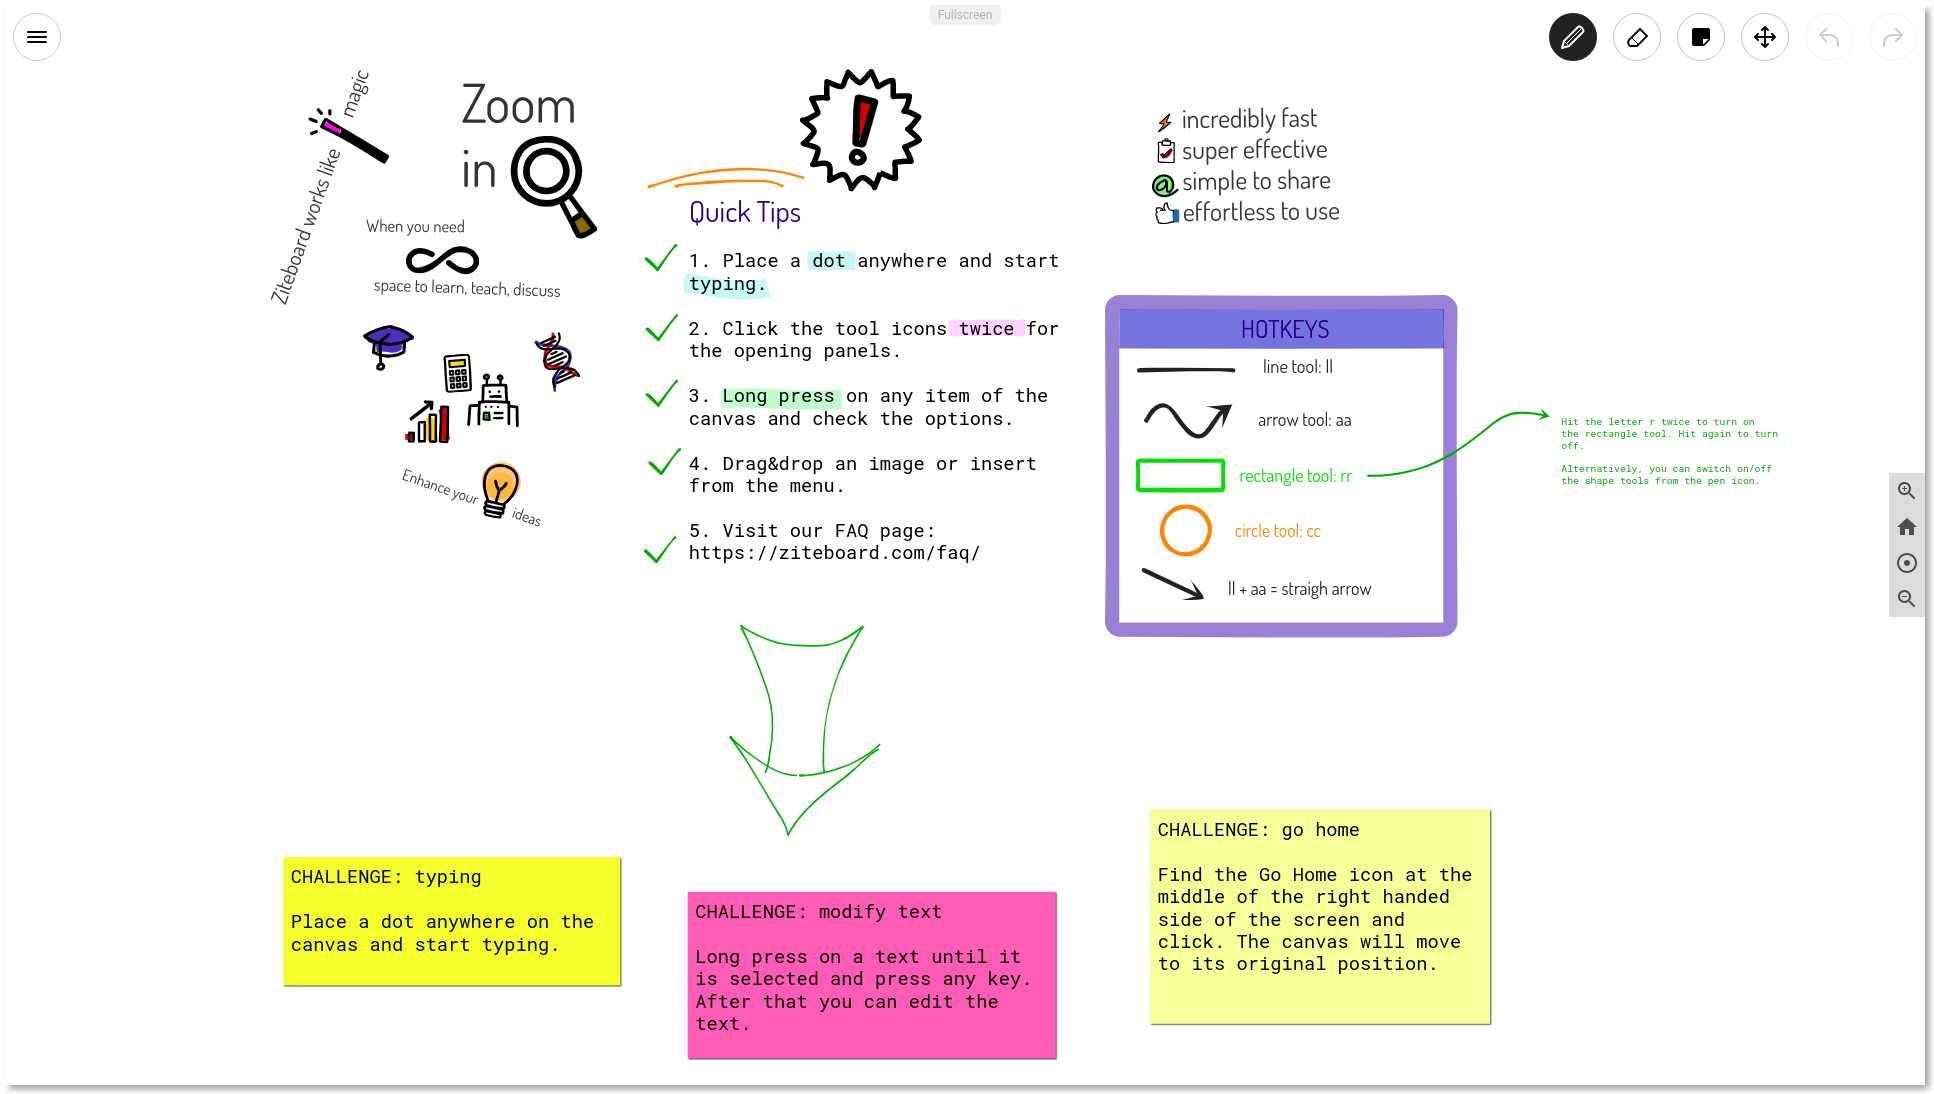 Fullscreen
Ziteboard works like magic
Zoom
in
When you need
space to learn, teach, discuss
Enhance your
ideas
Quick Tips
1. Place a dot anywhere and start
typing.
2. Click the tool icons twice for
the opening panels.
3. Long press on any item of the
canvas and check the options.
4. Drag&drop an image or insert
from the menu.
5. Visit our FAQ page:
https://ziteboard.com/faq/
incredibly fast
super effective
@ simple to share
effortless to use
HOTKEYS
line tool: ll
arrow tool: aa
rectangle tool: rr
circle tool: cc
ll + aa = straigh arrow
Hit the letter r twice to turn on
the rectangle tool. Hit again to turn
off.
Alternatively, you can switch on/off
the shape tools from the pen icon.
CHALLENGE: typing
Place a dot anywhere on the
canvas and start typing.
CHALLENGE: modify text
Long press on a text until it
is selected and press any key.
After that you can edit the
text.
CHALLENGE: go home
Find the Go Home icon at the
middle of the right handed
side of the screen and
click. The canvas will move
to its original position.